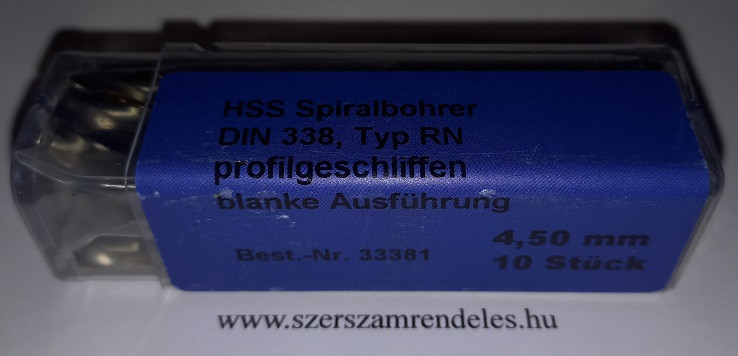 HSS Spiralbohrer
DIN 338, Typ RN
profilgeschliffen
blanke Ausführung
Best.-Nr. 33381
4,50 mm
10 Stück
www.szerszamrendeles.hu